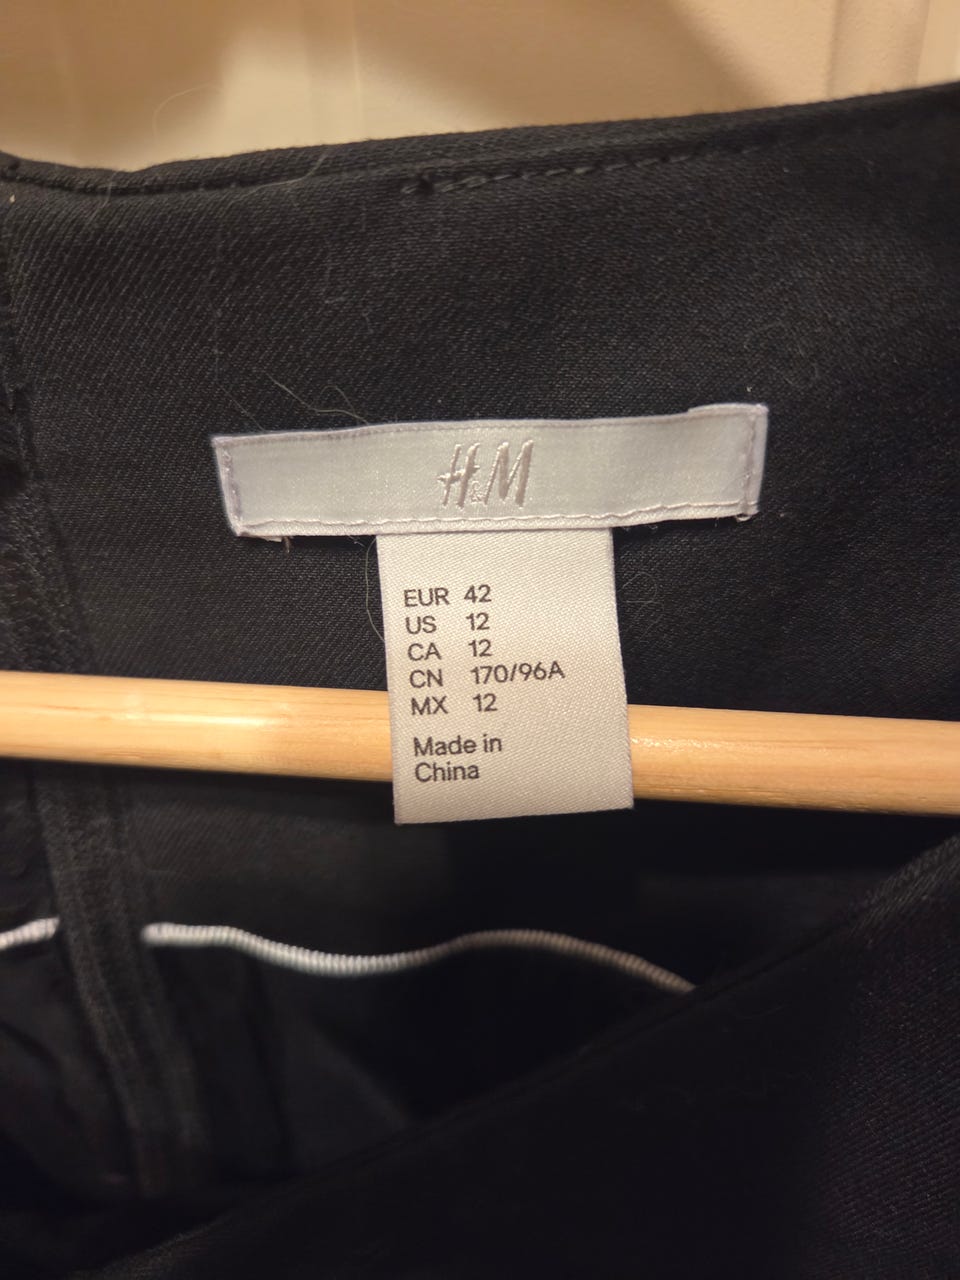 H&M
EUR 42
US 12
CA 12
CN 170/96A
MX 12
Made in
China